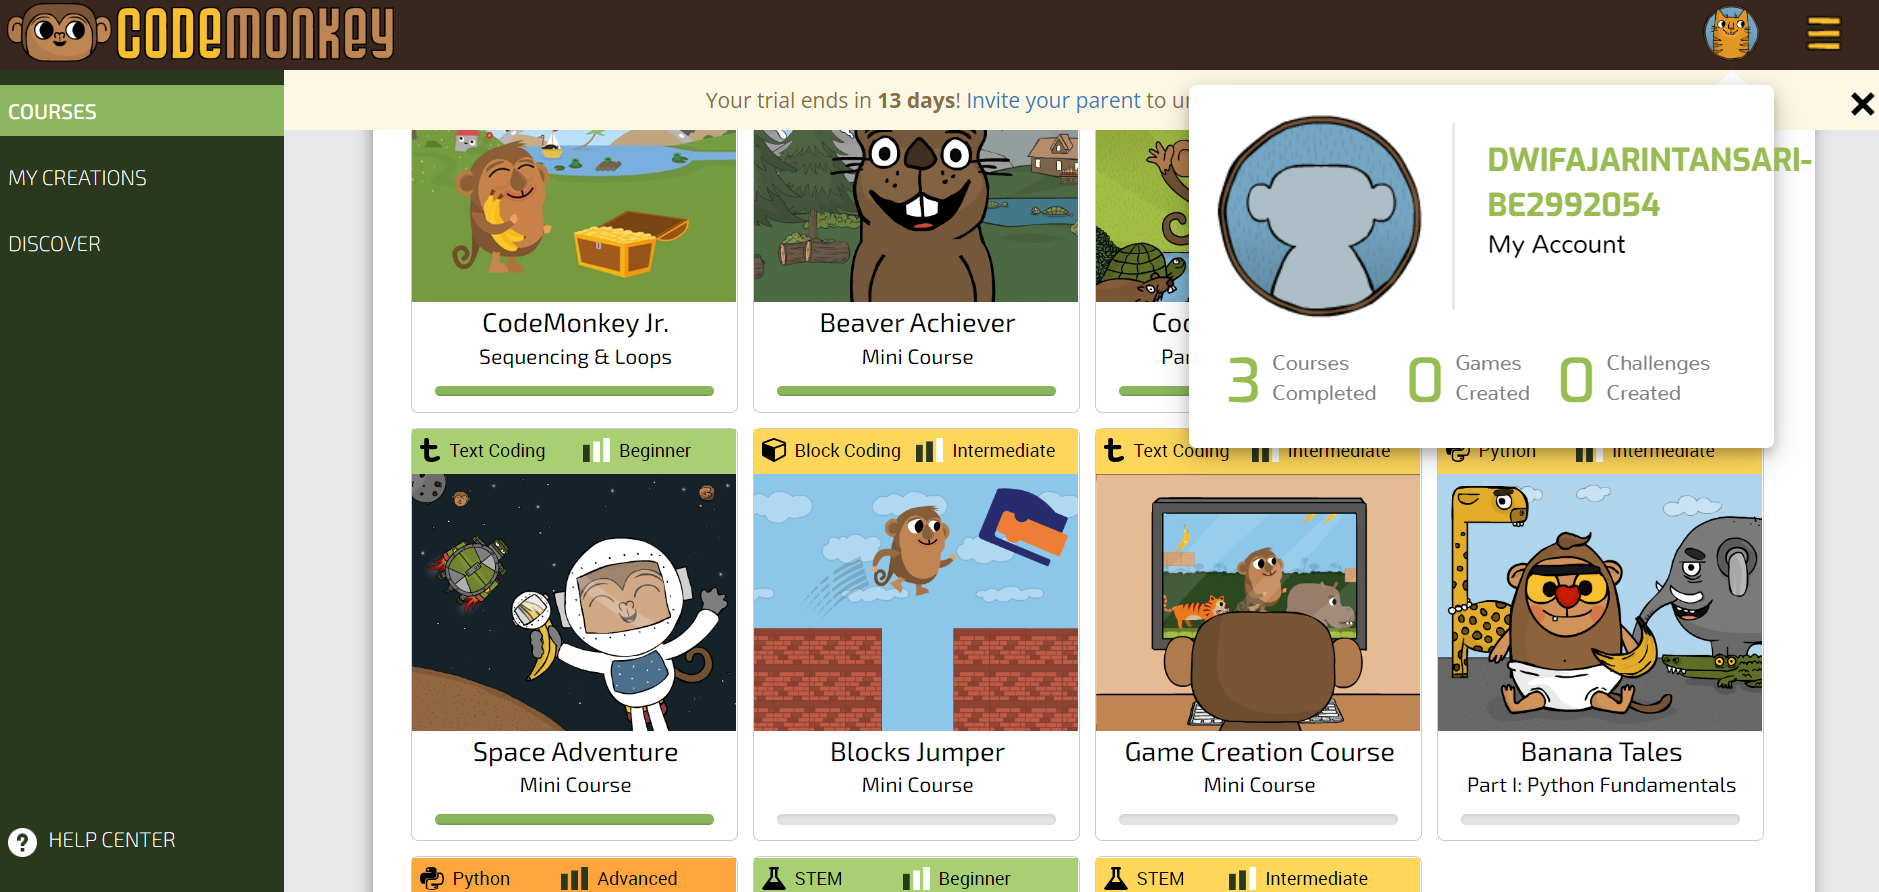 CODEMONKEY
COURSES
MY CREATIONS
DISCOVER
HELP CENTER
Your trial ends in 13 days! Invite your parent to
DWIFAJARINTANSARI-
BE2992054
My Account
3 Courses Completed
0 Games Created
0 Challenges Created
CodeMonkey Jr.
Sequencing & Loops
Beaver Achiever
Mini Course
Text Coding Beginner
Space Adventure
Mini Course
Block Coding Intermediate
Blocks Jumper
Mini Course
Text Coding Intermediate
Game Creation Course
Mini Course
Python Intermediate
Banana Tales
Part I: Python Fundamentals
Python Advanced
STEM Beginner
STEM Intermediate